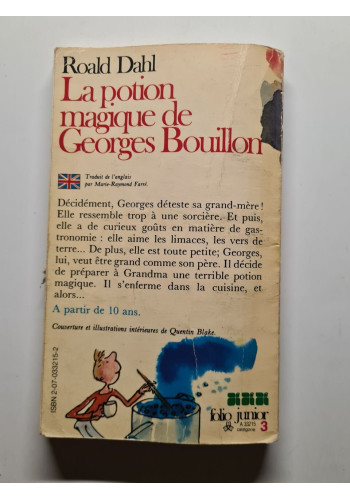 Roald Dahl
La potion
magique de
Georges Bouillon
Traduit de l'anglais
par Marie-Raymond Farré
Décidément, Georges déteste sa grand-mère !
Elle ressemble trop à une sorcière. Et puis,
elle a de curieux goûts en matière de gas-
tronomie : elle aime les limaces, les vers de
terre... De plus, elle est toute petite; Georges,
lui, veut être grand comme son père. Il décide
de préparer à Grandma une terrible potion
magique. Il s'enferme dans la cuisine, et
alors...
A partir de 10 ans.
Couverture et illustrations intérieures de Quentin Blake.
ISBN 2-07-033215-2
folio junior
A 33215
catégorie 3